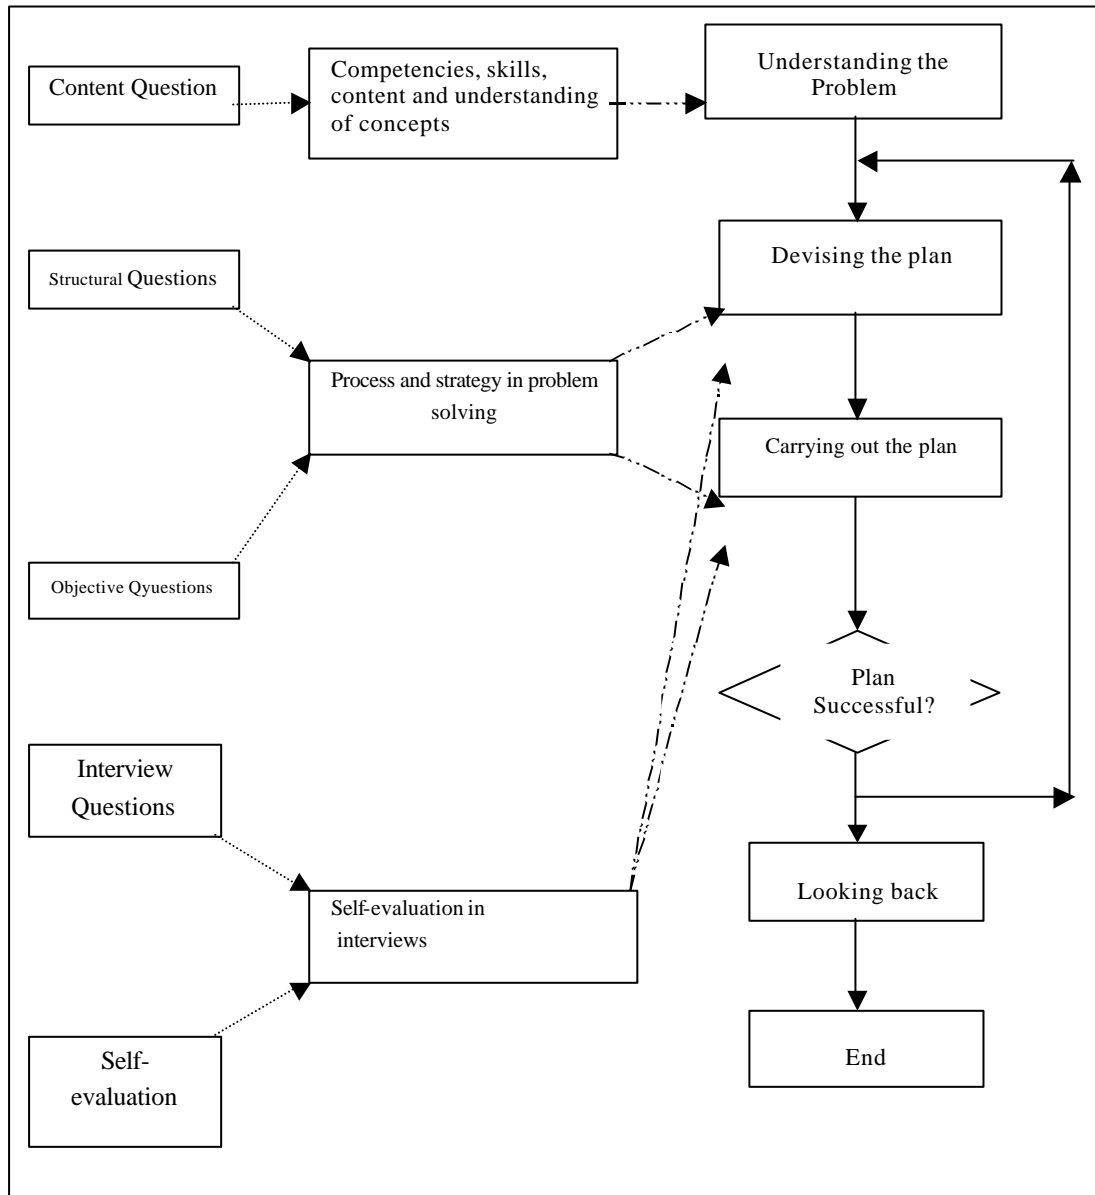 Content Question
Competencies, skills,
content and understanding
of concepts
Understanding the
Problem
Structural Questions
Devising the plan
Process and strategy in problem
solving
Carrying out the plan
Objective Qyuestions
Plan
Successful?
Interview
Questions
Self-evaluation in
interviews
Looking back
Self-
evaluation
End